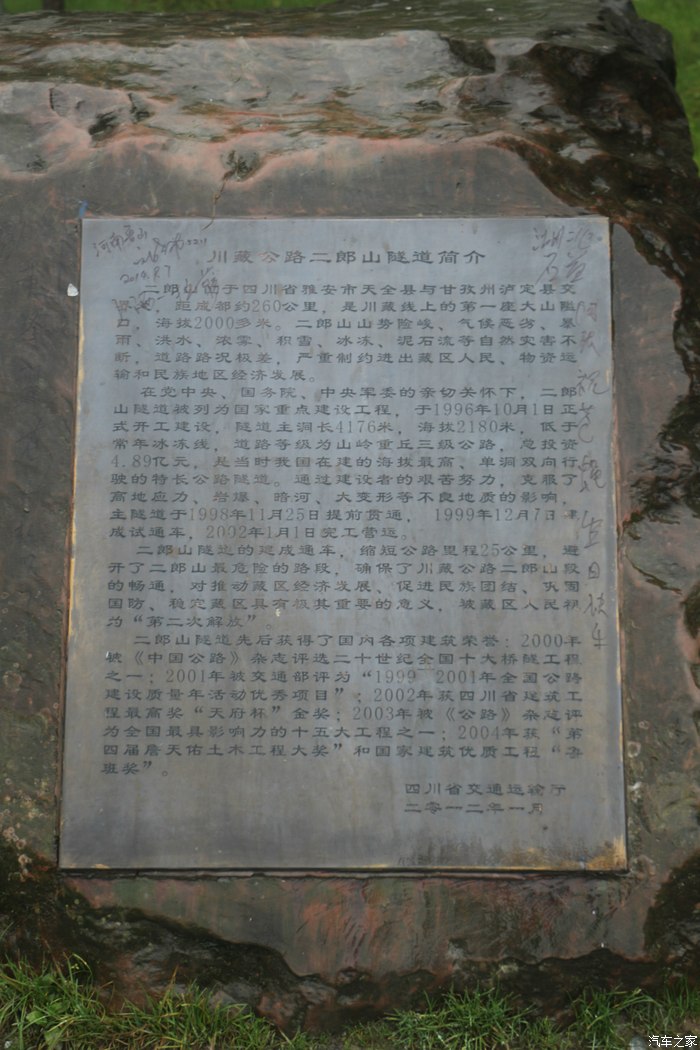 川藏公路二郎山隧道简介
二郎山位于四川省雅安市天全县与甘孜州泸定县交
界处，距成都约260公里，是川藏线上的第一座大山隘
口，海拔2000多米。二郎山山势险峻、气候恶劣、暴
雨、洪水、浓雾、积雪、冰冻、泥石流等自然灾害不
断，道路路况极差，严重制约进出藏区人民、物资运
输和民族地区经济发展。
在党中央、国务院、中央军委的亲切关怀下，二郎
山隧道被列为国家重点建设工程，于1996年10月1日正
式开工建设，隧道主洞长4176米，海拔2180米，低于
常年冰冻线，道路等级为山岭重丘三级公路，总投资
4.89亿元，是当时我国在建的海拔最高、单洞双向行
驶的特长公路隧道。通过建设者的艰苦努力，克服了
高地应力、岩爆、暗河、大变形等不良地质的影响，
主隧道于1998年11月25日提前贯通，1999年12月7日建
成试通车，2002年1月1日完工营运。
二郎山隧道的建成通车，缩短公路里程25公里，避
开了二郎山最危险的路段，确保了川藏公路二郎山段
的畅通，对推动藏区经济发展、促进民族团结、巩固
国防、稳定藏区具有极其重要的意义，被藏区人民称
为“第二次解放”。
二郎山隧道先后获得了国内各项建筑荣誉：2000年
被《中国公路》杂志评选二十世纪全国十大桥隧工程
之一；2001年被交通部评为“1999 2001年全国公路
建设质量年活动优秀项目”；2002年获四川省建筑工
程最高奖“天府杯”金奖；2003年被《公路》杂志评
为全国最具影响力的十五大工程之一；2004年获“第
四届詹天佑土木工程大奖”和国家建筑优质工程“鲁
班奖”。
四川省交通运输厅
二零一二年一月
河南鲁山
2019.8.7
湖北
汽车之家